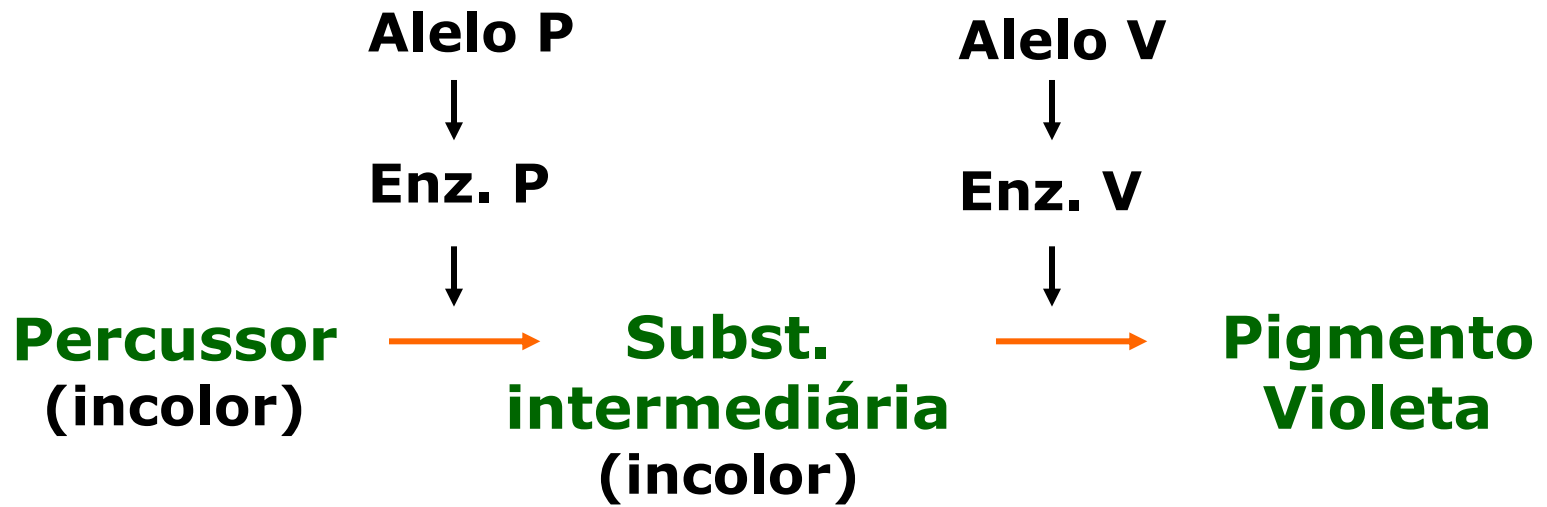 Alelo P
Alelo V
Enz. P
Enz. V
Percussor
(incolor)
Subst.
intermediária
(incolor)
Pigmento
Violeta